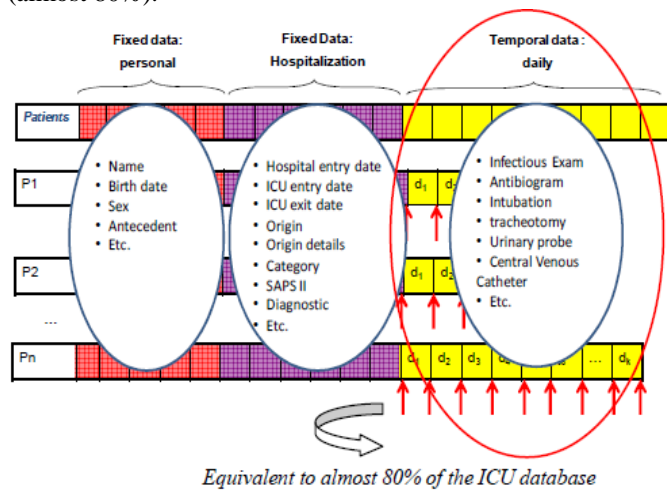 (almost 80%).
Fixed data: personal
Fixed Data: Hospitalization
Temporal data : daily
Patients
• Name
• Birth date
• Sex
• Antecedent
• Etc.
• Hospital entry date
• ICU entry date
• ICU exit date
• Origin
• Origin details
• Category
• SAPS II
• Diagnostic
• Etc.
• Infectious Exam
• Antibiogram
• Intubation
• tracheotomy
• Urinary probe
• Central Venous
Catheter
• Etc.
P1
d1
P2
d1 d2
...
Pn
d1 d2 d3 ... dk
Equivalent to almost 80% of the ICU database